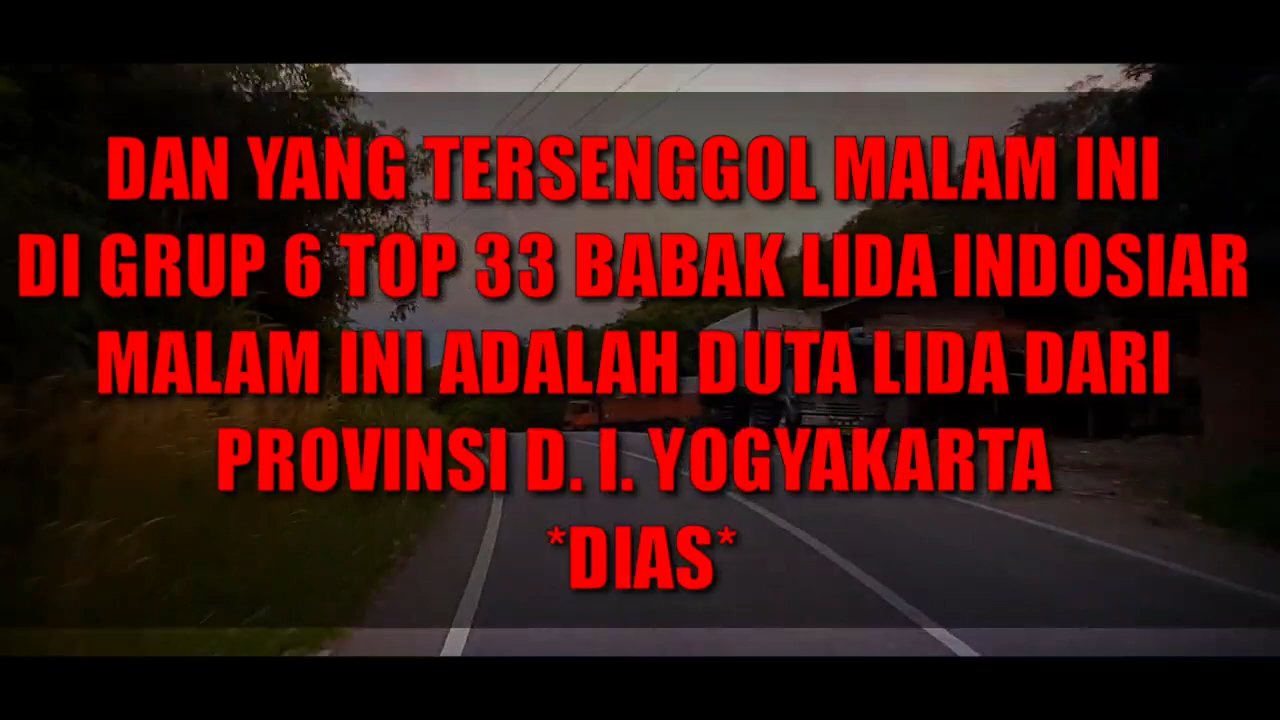 DAN YANG TERSENGGOL MALAM INI
DI GRUP 6 TOP 33 BABAK LIDA INDOSIAR
MALAM INI ADALAH DUTA LIDA DARI
PROVINSI D. I. YOGYAKARTA
*DIAS*